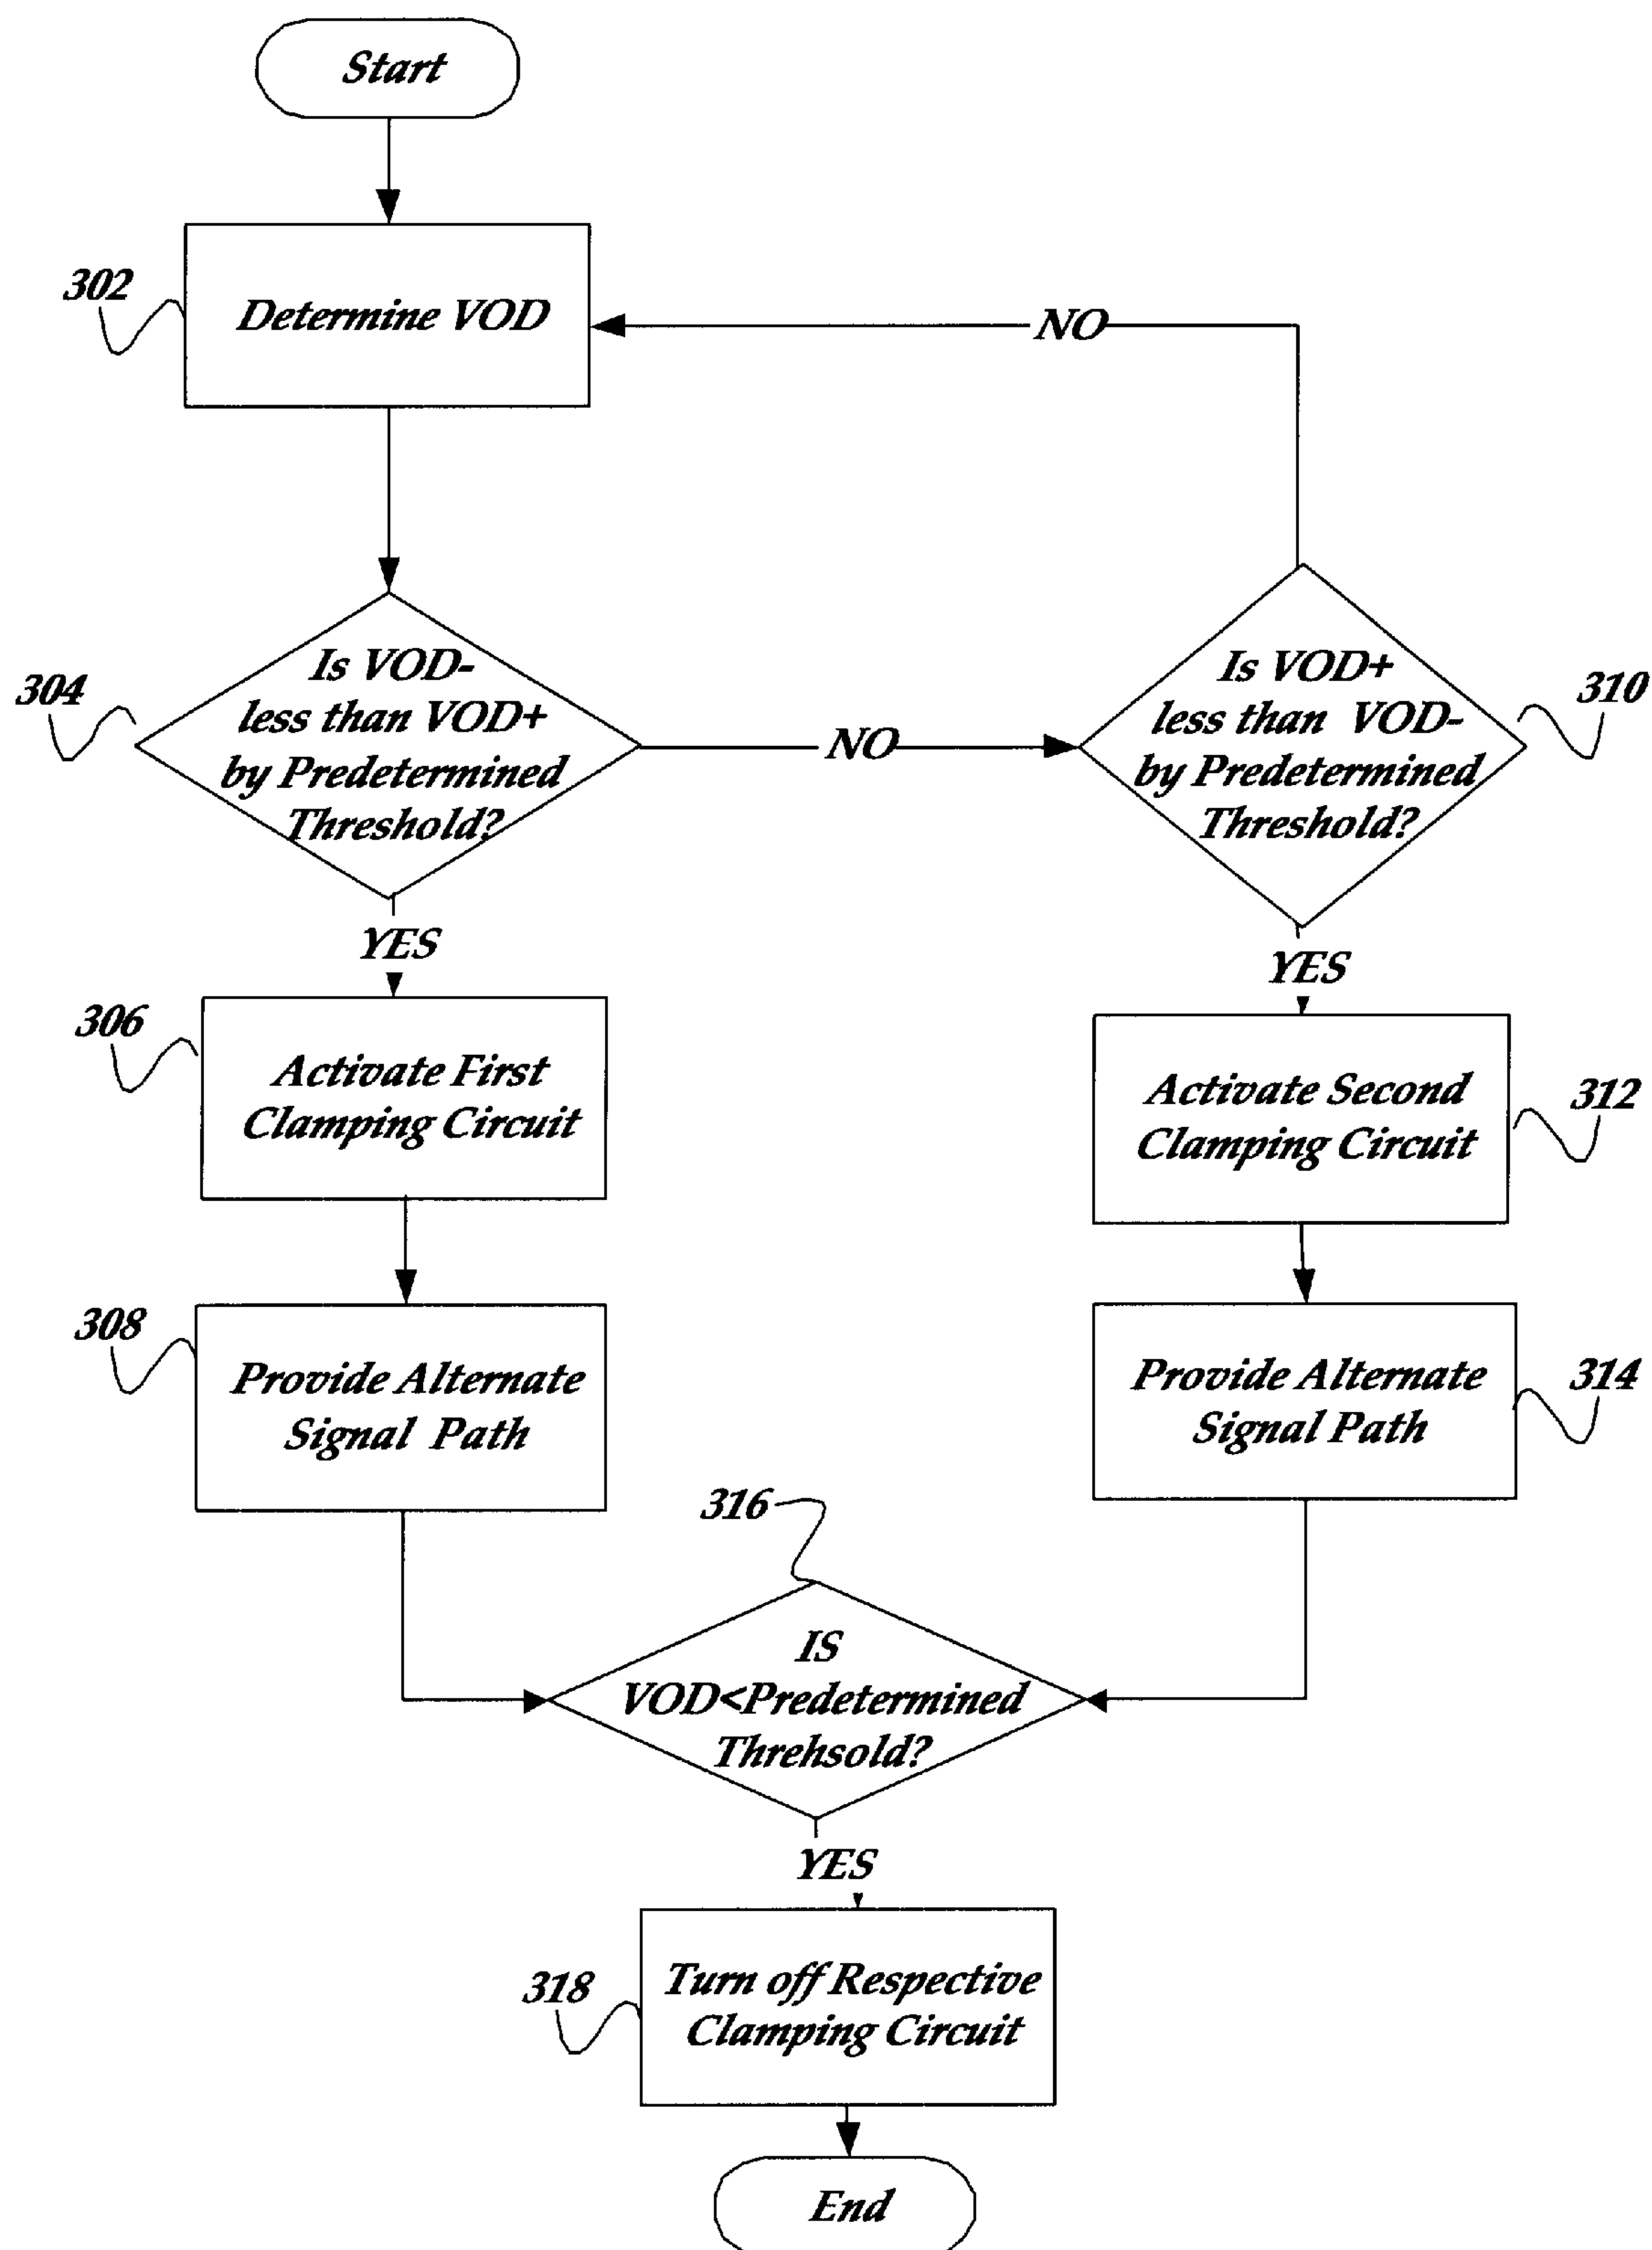 Start
302
Determine VOD
NO
304
Is VOD-
less than VOD+
by Predetermined
Threshold?
NO
Is VOD+
less than VOD-
by Predetermined
Threshold?
310
YES
YES
306
Activate First
Clamping Circuit
Activate Second
Clamping Circuit
312
308
Provide Alternate
Signal Path
Provide Alternate
Signal Path
314
316
IS
VOD<Predetermined
Threhsold?
YES
318
Turn off Respective
Clamping Circuit
End